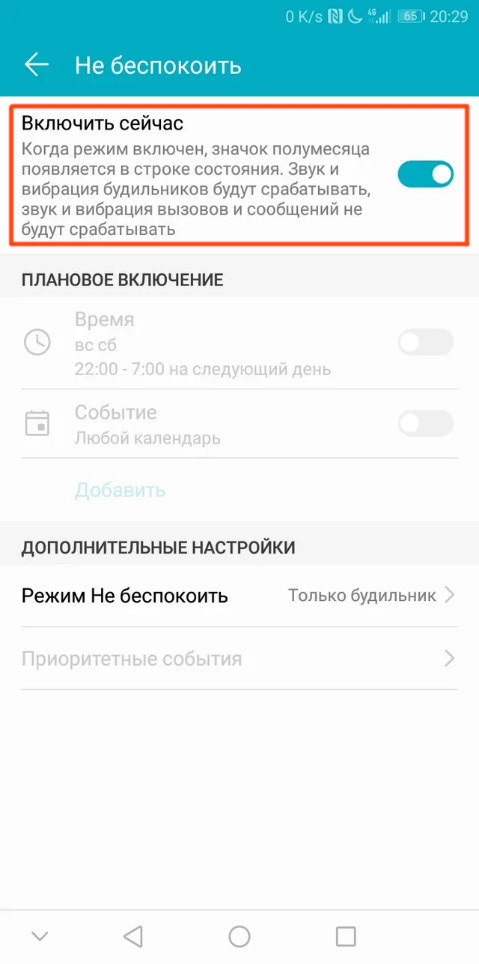 0 K/s 4G 65 20:29
Не беспокоить
Включить сейчас
Когда режим включен, значок полумесяца
появляется в строке состояния. Звук и
вибрация будильников будут срабатывать,
звук и вибрация вызовов и сообщений не
будут срабатывать
ПЛАНОВОЕ ВКЛЮЧЕНИЕ
Время
вс сб
22:00 - 7:00 на следующий день
Событие
Любой календарь
Добавить
ДОПОЛНИТЕЛЬНЫЕ НАСТРОЙКИ
Режим Не беспокоить Только будильник
Приоритетные события